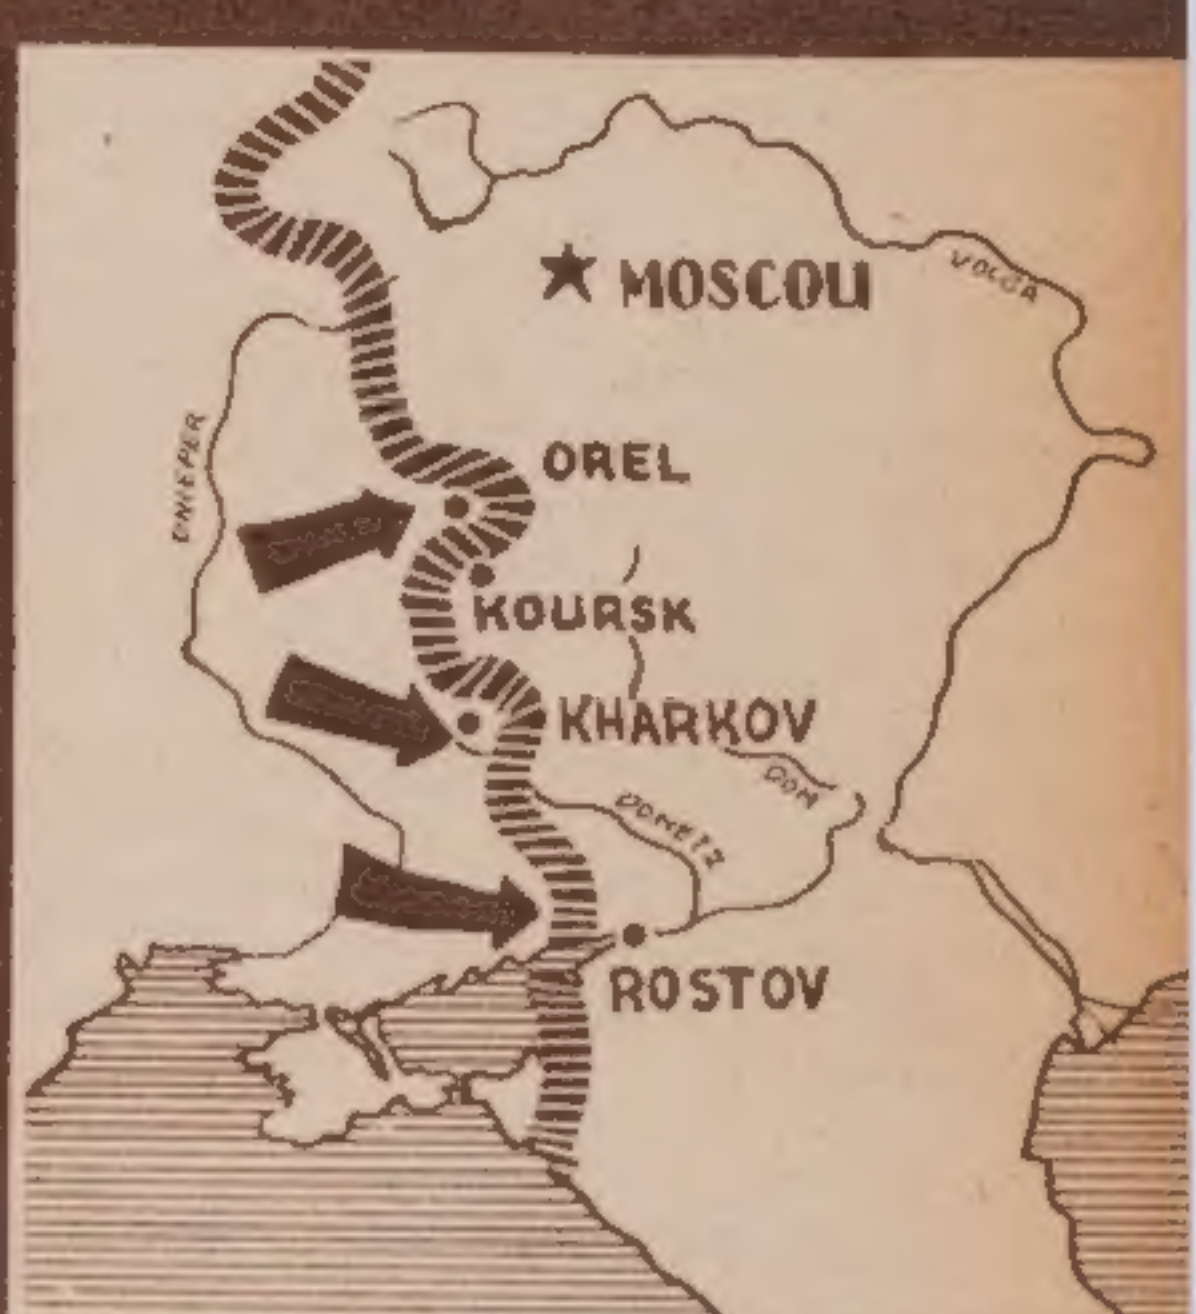 MOSCOU
VOLGA
OREL
DNIEPER
KOURSK
KHARKOV
DON
DONETZ
ROSTOV